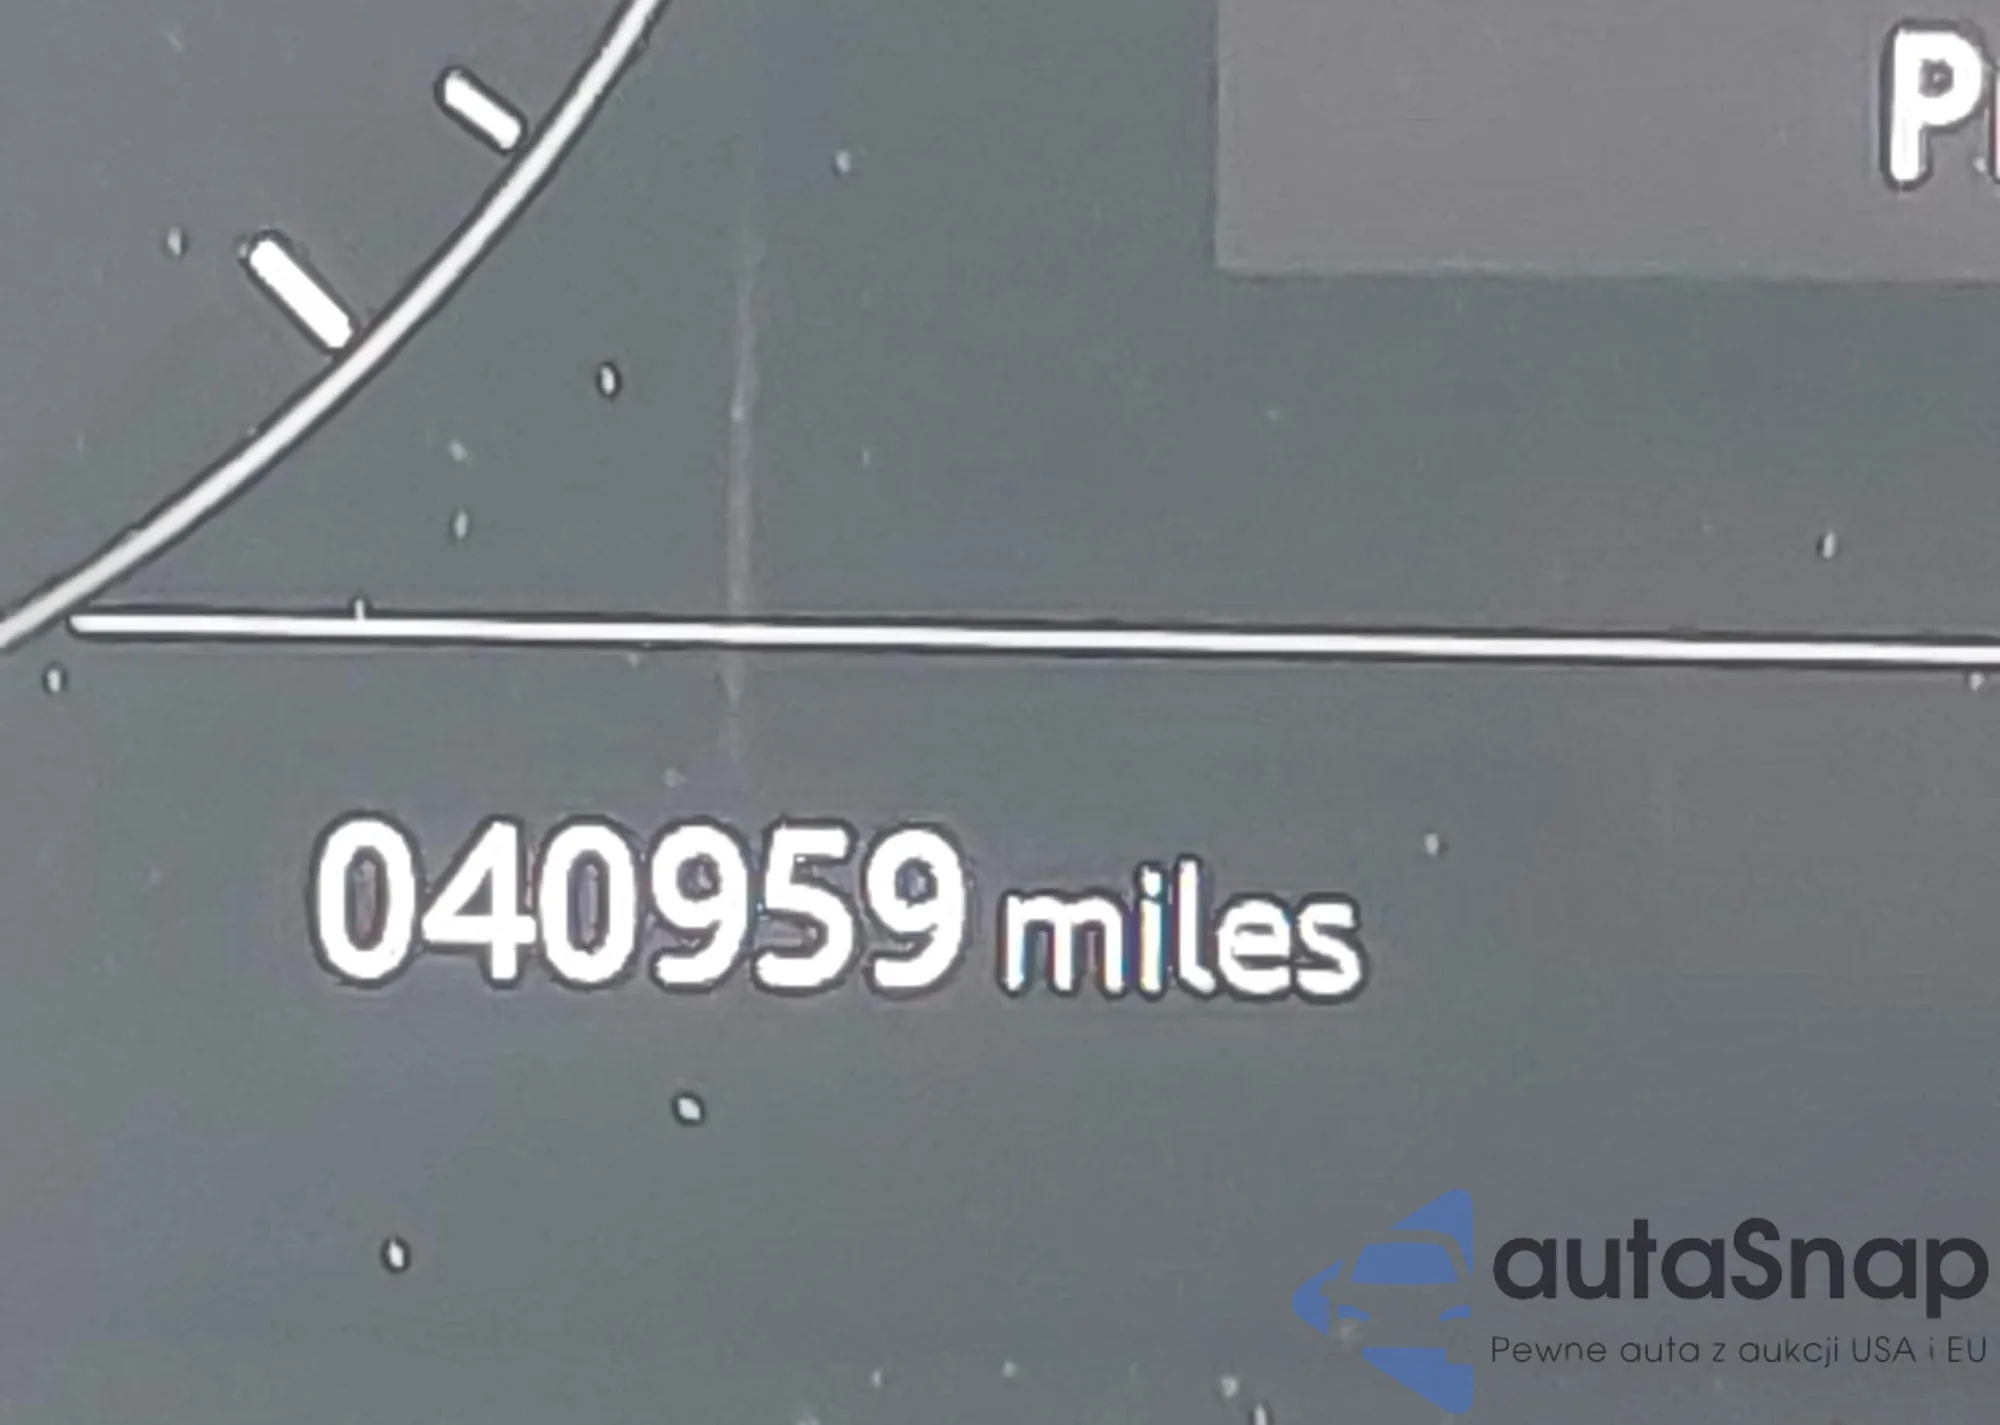 P
040959 miles
autaSnap
Pewne auta z aukcji USA i EU